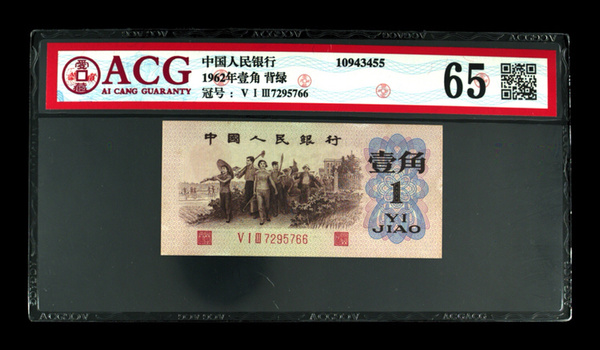 ACG
AI CANG GUARANTY
中国人民银行
1962年壹角 背绿
冠号：V I III 7295766
10943455
65
中國人民銀行
壹角
1
YI
JIAO
V I III 7295766